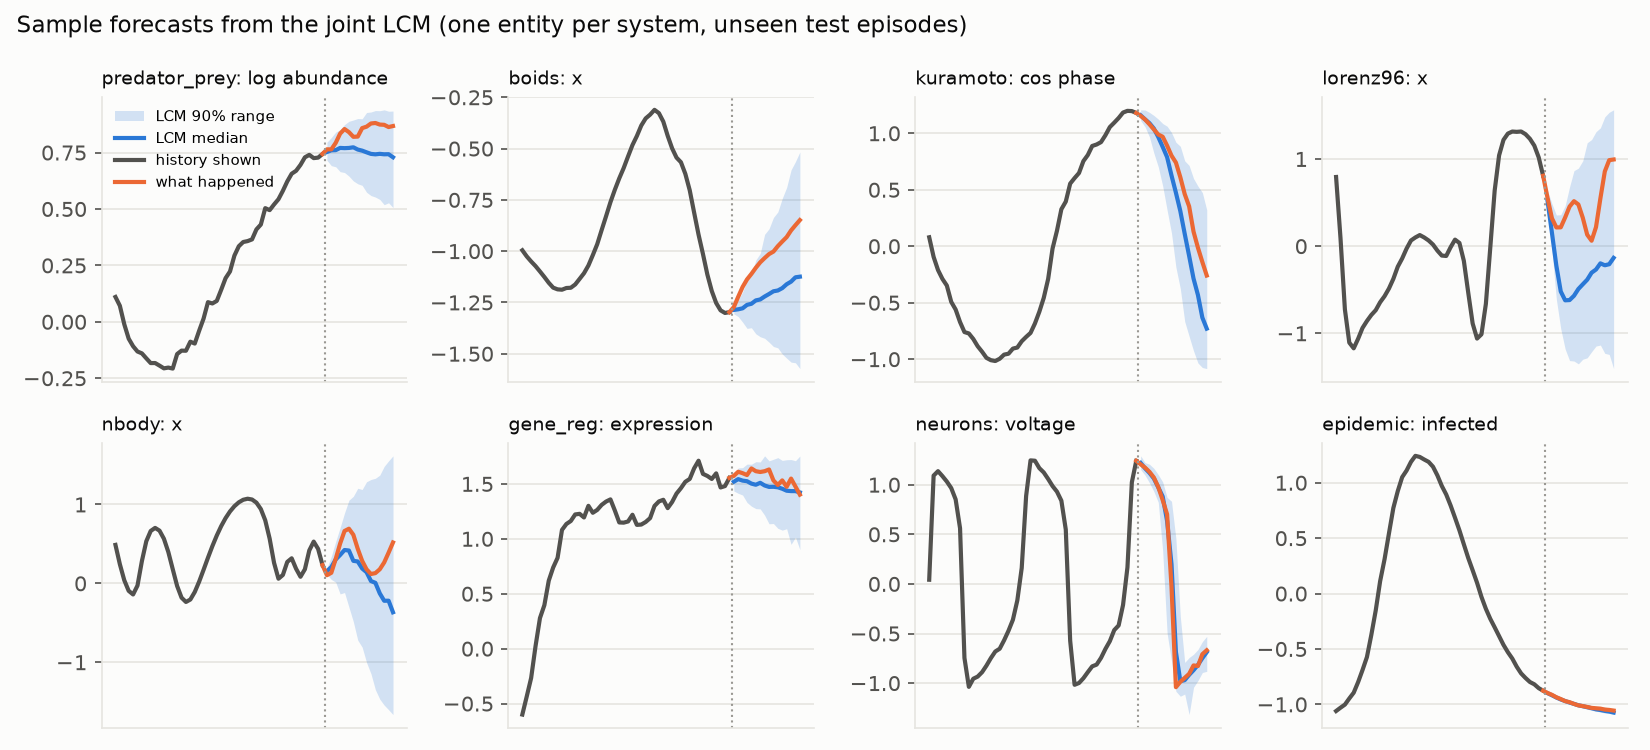 Sample forecasts from the joint LCM (one entity per system, unseen test episodes)
predator_prey: log abundance
LCM 90% range
LCM median
history shown
what happened
0.75
0.50
0.25
0.00
−0.25
boids: x
−0.25
−0.50
−0.75
−1.00
−1.25
−1.50
kuramoto: cos phase
1.0
0.5
0.0
−0.5
−1.0
lorenz96: x
1
0
−1
nbody: x
1
0
−1
gene_reg: expression
1.5
1.0
0.5
0.0
−0.5
neurons: voltage
1.0
0.5
0.0
−0.5
−1.0
epidemic: infected
1.0
0.5
0.0
−0.5
−1.0